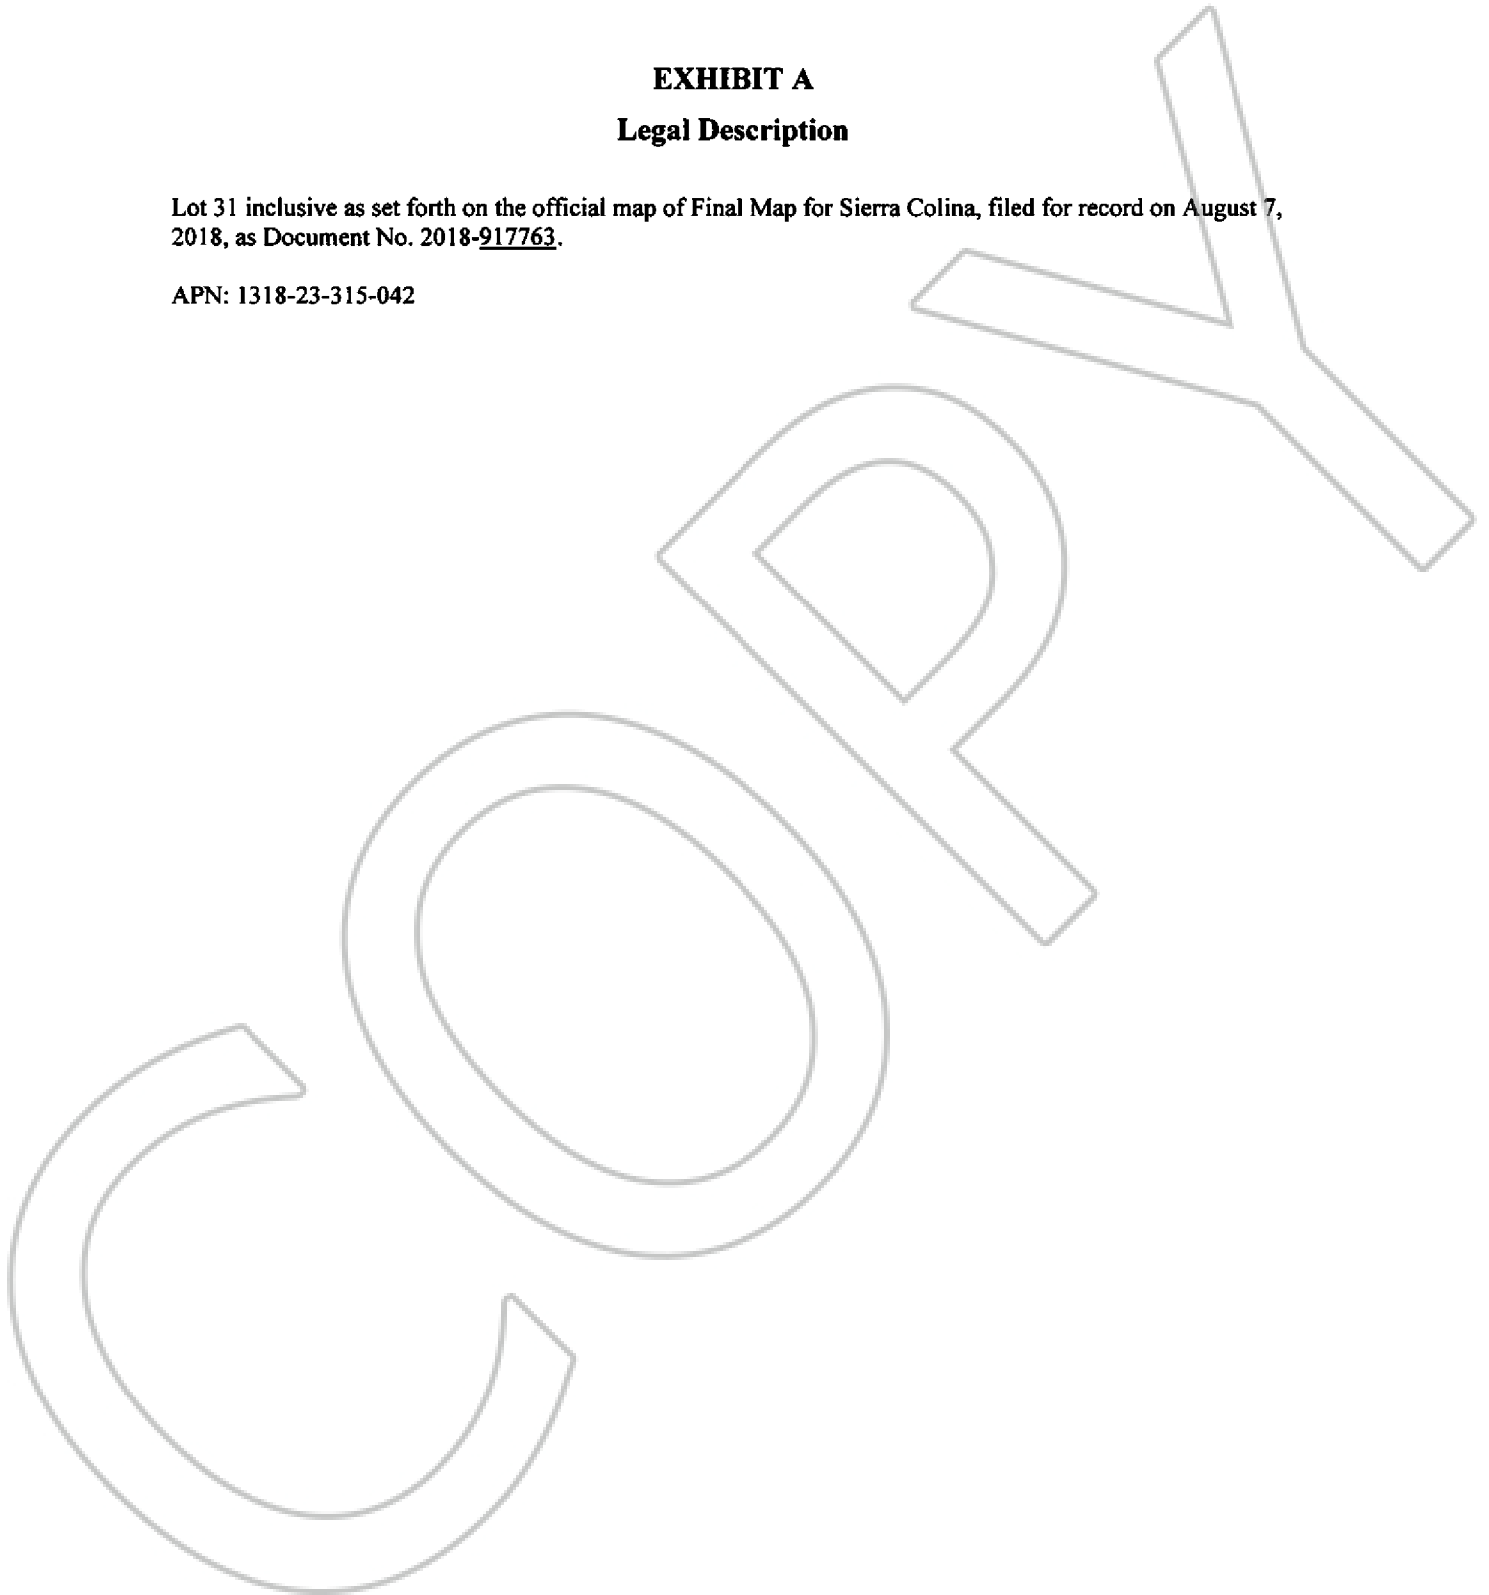 EXHIBIT A
Legal Description
Lot 31 inclusive as set forth on the official map of Final Map for Sierra Colina, filed for record on August 7,
2018, as Document No. 2018-917763.
APN: 1318-23-315-042
COPY